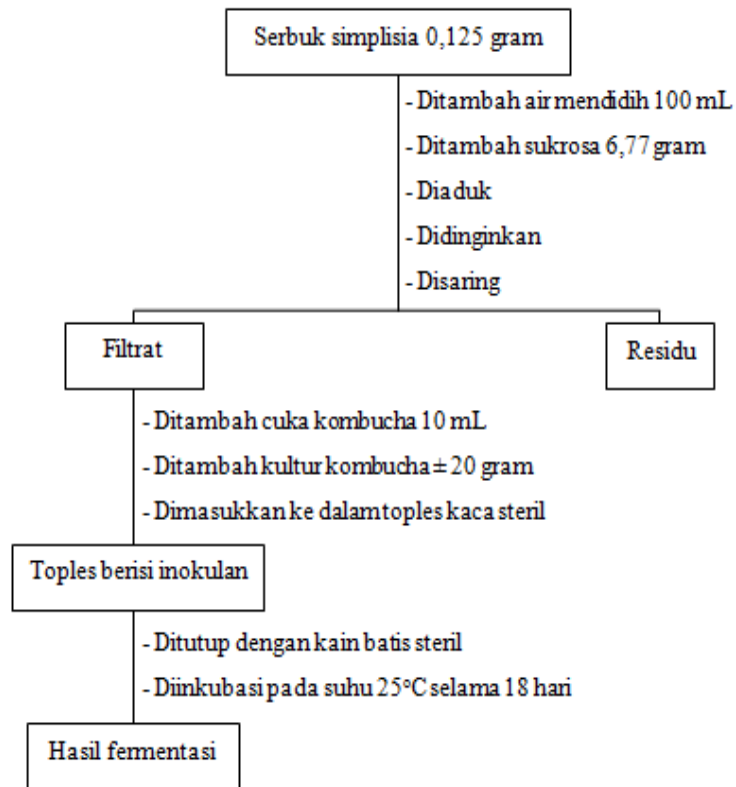 Serbuk simplisia 0,125 gram
- Ditambah air mendidih 100 mL
- Ditambah sukrosa 6,77 gram
- Diaduk
- Didinginkan
- Disaring
Filtrat
Residu
- Ditambah cuka kombucha 10 mL
- Ditambah kultur kombucha ± 20 gram
- Dimasukkan ke dalam toples kaca steril
Toples berisi inokulan
- Ditutup dengan kain batis steril
- Diinkubasi pada suhu 25°C selama 18 hari
Hasil fermentasi